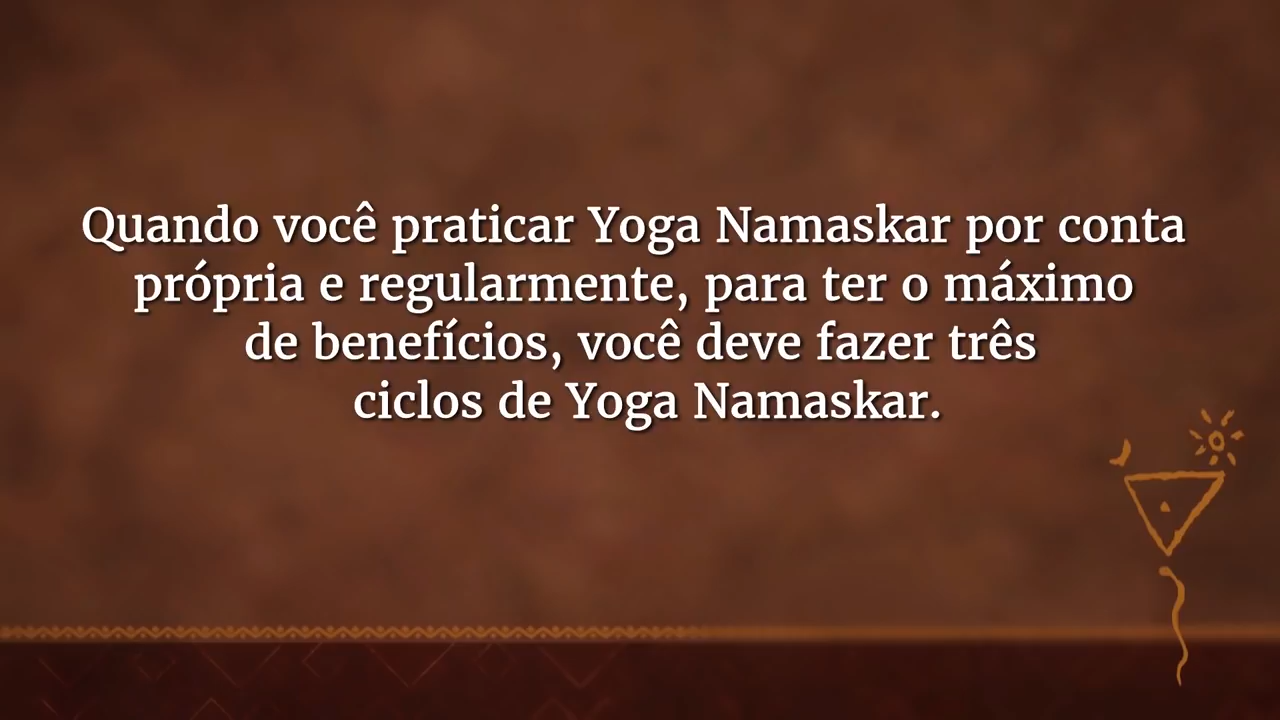 Quando você praticar Yoga Namaskar por conta
própria e regularmente, para ter o máximo
de benefícios, você deve fazer três
ciclos de Yoga Namaskar.